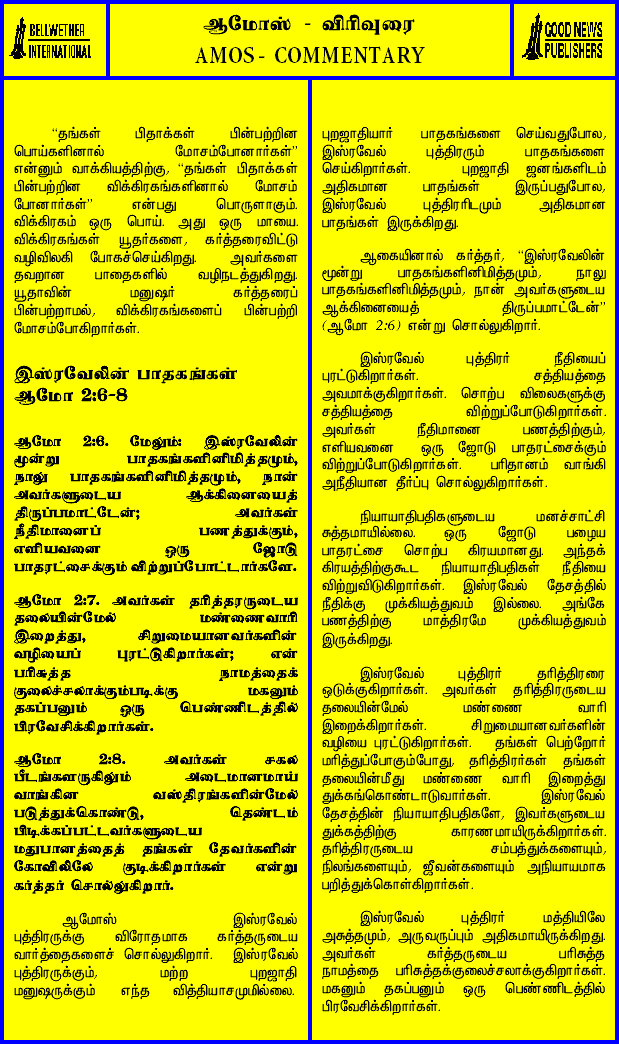 BELLWETHER
INTERNATIONAL
ஆமோஸ் - விரிவுரை
AMOS- COMMENTARY
GOOD NEWS
PUBLISHERS
“தங்கள் பிதாக்கள் பின்பற்றின
பொய்களினால் மோசம்போனார்கள்”
என்னும் வாக்கியத்திற்கு, “தங்கள் பிதாக்கள்
பின்பற்றின விக்கிரகங்களினால் மோசம்
போனார்கள்” என்பது பொருளாகும்.
விக்கிரகம் ஒரு பொய். அது ஒரு மாயை.
விக்கிரகங்கள் யூதர்களை, கர்த்தரைவிட்டு
வழிவிலகி போகச்செய்கிறது. அவர்களை
தவறான பாதைகளில் வழிநடத்துகிறது.
யூதாவின் மனுஷர் கர்த்தரைப்
பின்பற்றாமல், விக்கிரகங்களைப் பின்பற்றி
மோசம்போகிறார்கள்.
இஸ்ரவேலின் பாதகங்கள்
ஆமோ 2:6-8
ஆமோ 2:6. மேலும்: இஸ்ரவேலின்
மூன்று பாதகங்களினிமித்தமும்,
நாலு பாதகங்களினிமித்தமும், நான்
அவர்களுடைய ஆக்கினையைத்
திருப்பமாட்டேன்; அவர்கள்
நீதிமானைப் பணத்துக்கும்,
எளியவனை ஒரு ஜோடு
பாதரட்சைக்கும் விற்றுப்போட்டார்களே.
ஆமோ 2:7. அவர்கள் தரித்தரருடைய
தலையின்மேல் மண்ணைவாரி
இறைத்து, சிறுமையானவர்களின்
வழியைப் புரட்டுகிறார்கள்; என்
பரிசுத்த நாமத்தைக்
குலைச்சலாக்கும்படிக்கு மகனும்
தகப்பனும் ஒரு பெண்ணிடத்தில்
பிரவேசிக்கிறார்கள்.
ஆமோ 2:8. அவர்கள் சகல
பீடங்களருகிலும் அடைமானமாய்
வாங்கின வஸ்திரங்களின்மேல்
படுத்துக்கொண்டு, தெண்டம்
பிடிக்கப்பட்டவர்களுடைய
மதுபானத்தைத் தங்கள் தேவர்களின்
கோவிலிலே குடிக்கிறார்கள் என்று
கர்த்தர் சொல்லுகிறார்.
ஆமோஸ் இஸ்ரவேல்
புத்திரருக்கு விரோதமாக கர்த்தருடைய
வார்த்தைகளைச் சொல்லுகிறார். இஸ்ரவேல்
புத்திரருக்கும், மற்ற புறஜாதி
மனுஷருக்கும் எந்த வித்தியாசமுமில்லை.
புறஜாதியார் பாதகங்களை செய்வதுபோல,
இஸ்ரவேல் புத்திரரும் பாதகங்களை
செய்கிறார்கள். புறஜாதி ஜனங்களிடம்
அதிகமான பாதகங்கள் இருப்பதுபோல,
இஸ்ரவேல் புத்திரரிடமும் அதிகமான
பாதங்கள் இருக்கிறது.
ஆகையினால் கர்த்தர், “இஸ்ரவேலின்
மூன்று பாதகங்களினிமித்தமும், நாலு
பாதகங்களினிமித்தமும், நான் அவர்களுடைய
ஆக்கினையைத் திருப்பமாட்டேன்”
(ஆமோ 2:6) என்று சொல்லுகிறார்.
இஸ்ரவேல் புத்திரர் நீதியைப்
புரட்டுகிறார்கள். சத்தியத்தை
அவமாக்குகிறார்கள். சொற்ப விலைகளுக்கு
சத்தியத்தை விற்றுப்போடுகிறார்கள்.
அவர்கள் நீதிமானை பணத்திற்கும்,
எளியவனை ஒரு ஜோடு பாதரட்சைக்கும்
விற்றுப்போடுகிறார்கள். பரிதானம் வாங்கி
அநீதியான தீர்ப்பு சொல்லுகிறார்கள்.
நியாயாதிபதிகளுடைய மனச்சாட்சி
சுத்தமாயில்லை. ஒரு ஜோடு பழைய
பாதரட்சை சொற்ப கிரயமானது. அந்தக்
கிரயத்திற்குகூட நியாயாதிபதிகள் நீதியை
விற்றுவிடுகிறார்கள். இஸ்ரவேல் தேசத்தில்
நீதிக்கு முக்கியத்துவம் இல்லை. அங்கே
பணத்திற்கு மாத்திரமே முக்கியத்துவம்
இருக்கிறது.
இஸ்ரவேல் புத்திரர் தரித்திரரை
ஒடுக்குகிறார்கள். அவர்கள் தரித்திரருடைய
தலையின்மேல் மண்ணை வாரி
இறைக்கிறார்கள். சிறுமையானவர்களின்
வழியை புரட்டுகிறார்கள். தங்கள் பெற்றோர்
மரித்துப்போகும்போது, தரித்திரர்கள் தங்கள்
தலையின்மீது மண்ணை வாரி இறைத்து
துக்கங்கொண்டாடுவார்கள். இஸ்ரவேல்
தேசத்தின் நியாயாதிபதிகளே, இவர்களுடைய
துக்கத்திற்கு காரணமாயிருக்கிறார்கள்.
தரித்திரருடைய சம்பத்துக்களையும்,
நிலங்களையும், ஜீவன்களையும் அநியாயமாக
பறித்துக்கொள்கிறார்கள்.
இஸ்ரவேல் புத்திரர் மத்தியிலே
அசுத்தமும், அருவருப்பும் அதிகமாயிருக்கிறது.
அவர்கள் கர்த்தருடைய பரிசுத்த
நாமத்தை பரிசுத்தக்குலைச்சலாக்குகிறார்கள்.
மகனும் தகப்பனும் ஒரு பெண்ணிடத்தில்
பிரவேசிக்கிறார்கள்.